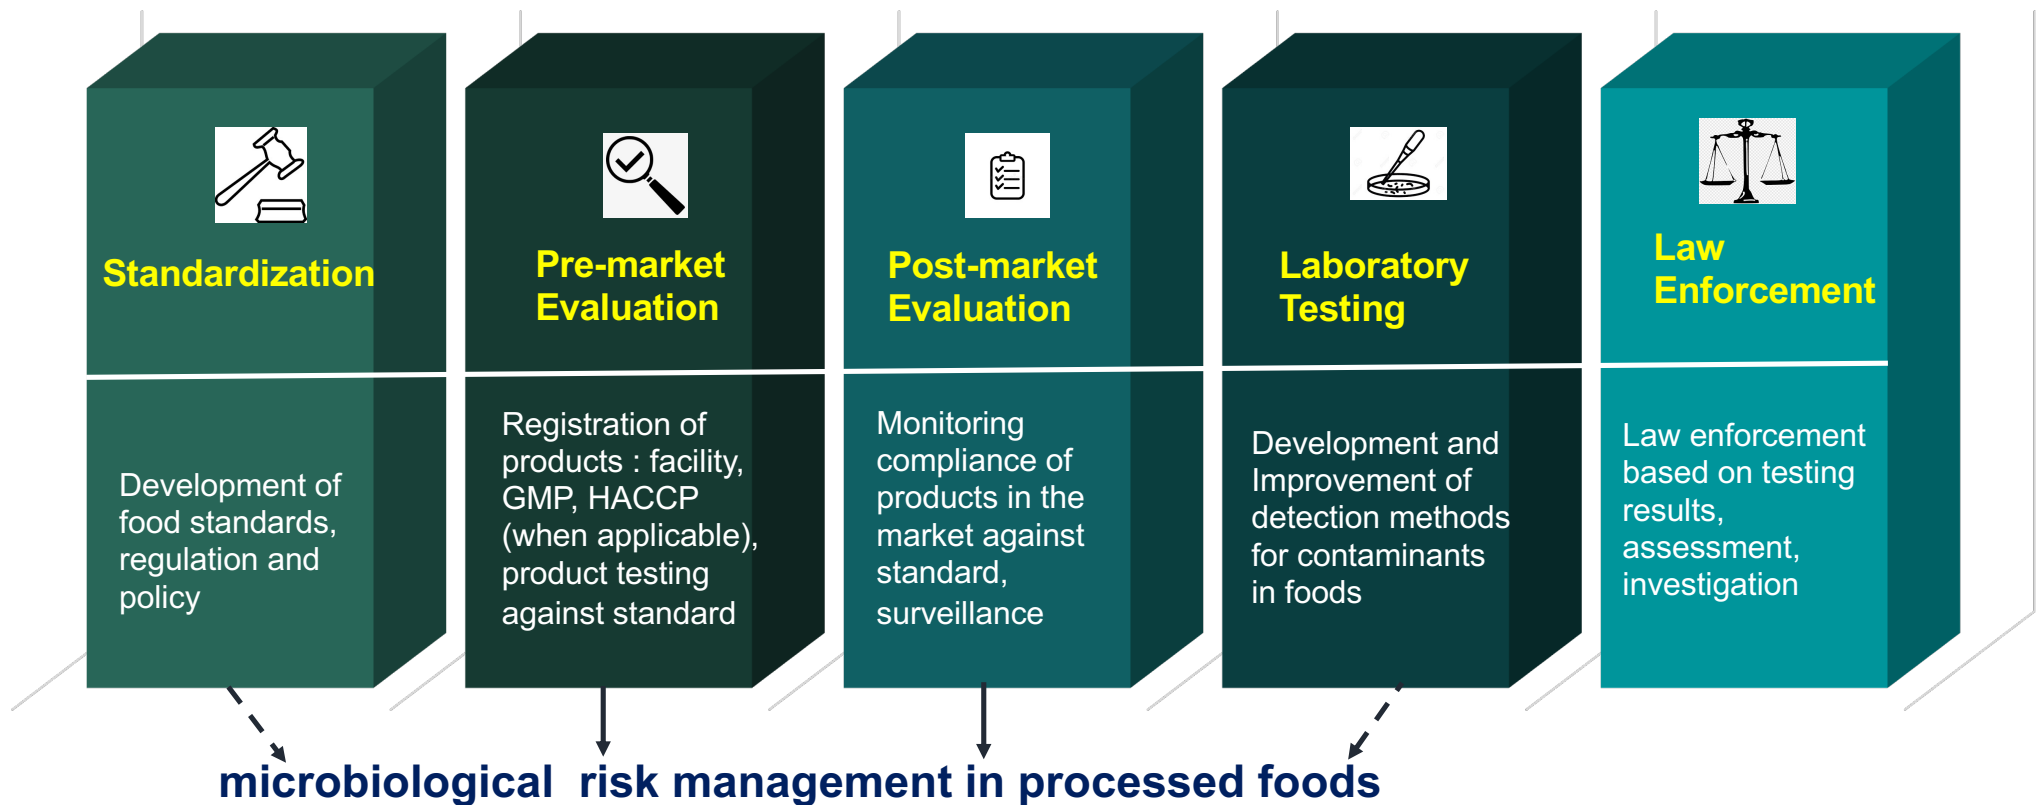 Standardization
Development of
food standards,
regulation and
policy
Pre-market
Evaluation
Registration of
products : facility,
GMP, HACCP
(when applicable),
product testing
against standard
Post-market
Evaluation
Monitoring
compliance of
products in the
market against
standard,
surveillance
Laboratory
Testing
Development and
Improvement of
detection methods
for contaminants
in foods
Law
Enforcement
Law enforcement
based on testing
results,
assessment,
investigation
microbiological risk management in processed foods